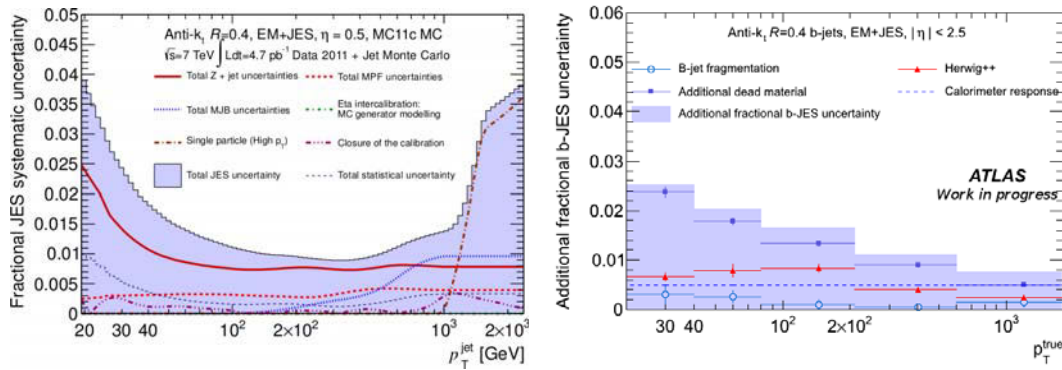 Fractional JES systematic uncertainty
0.05
0.045
0.04
0.035
0.03
0.025
0.02
0.015
0.01
0.005
0
Anti-k_t R=0.4, EM+JES, η = 0.5, MC11c MC
√s=7 TeV ∫ Ldt=4.7 pb⁻¹ Data 2011 + Jet Monte Carlo
Total Z + jet uncertainties
Total MPF uncertainties
Total MJB uncertainties
Eta intercalibration:
MC generator modelling
Single particle (High p_T)
Closure of the calibration
Total JES uncertainty
Total statistical uncertainty
20 30 40 10² 2×10² 10³ 2×10³
p_T^jet [GeV]
Additional fractional b-JES uncertainty
0.06
0.05
0.04
0.03
0.02
0.01
0
Anti-k_t R=0.4 b-jets, EM+JES, |η| < 2.5
B-jet fragmentation
Herwig++
Additional dead material
Calorimeter response
Additional fractional b-JES uncertainty
ATLAS
Work in progress
30 40 10² 2×10² 10³
p_T^true